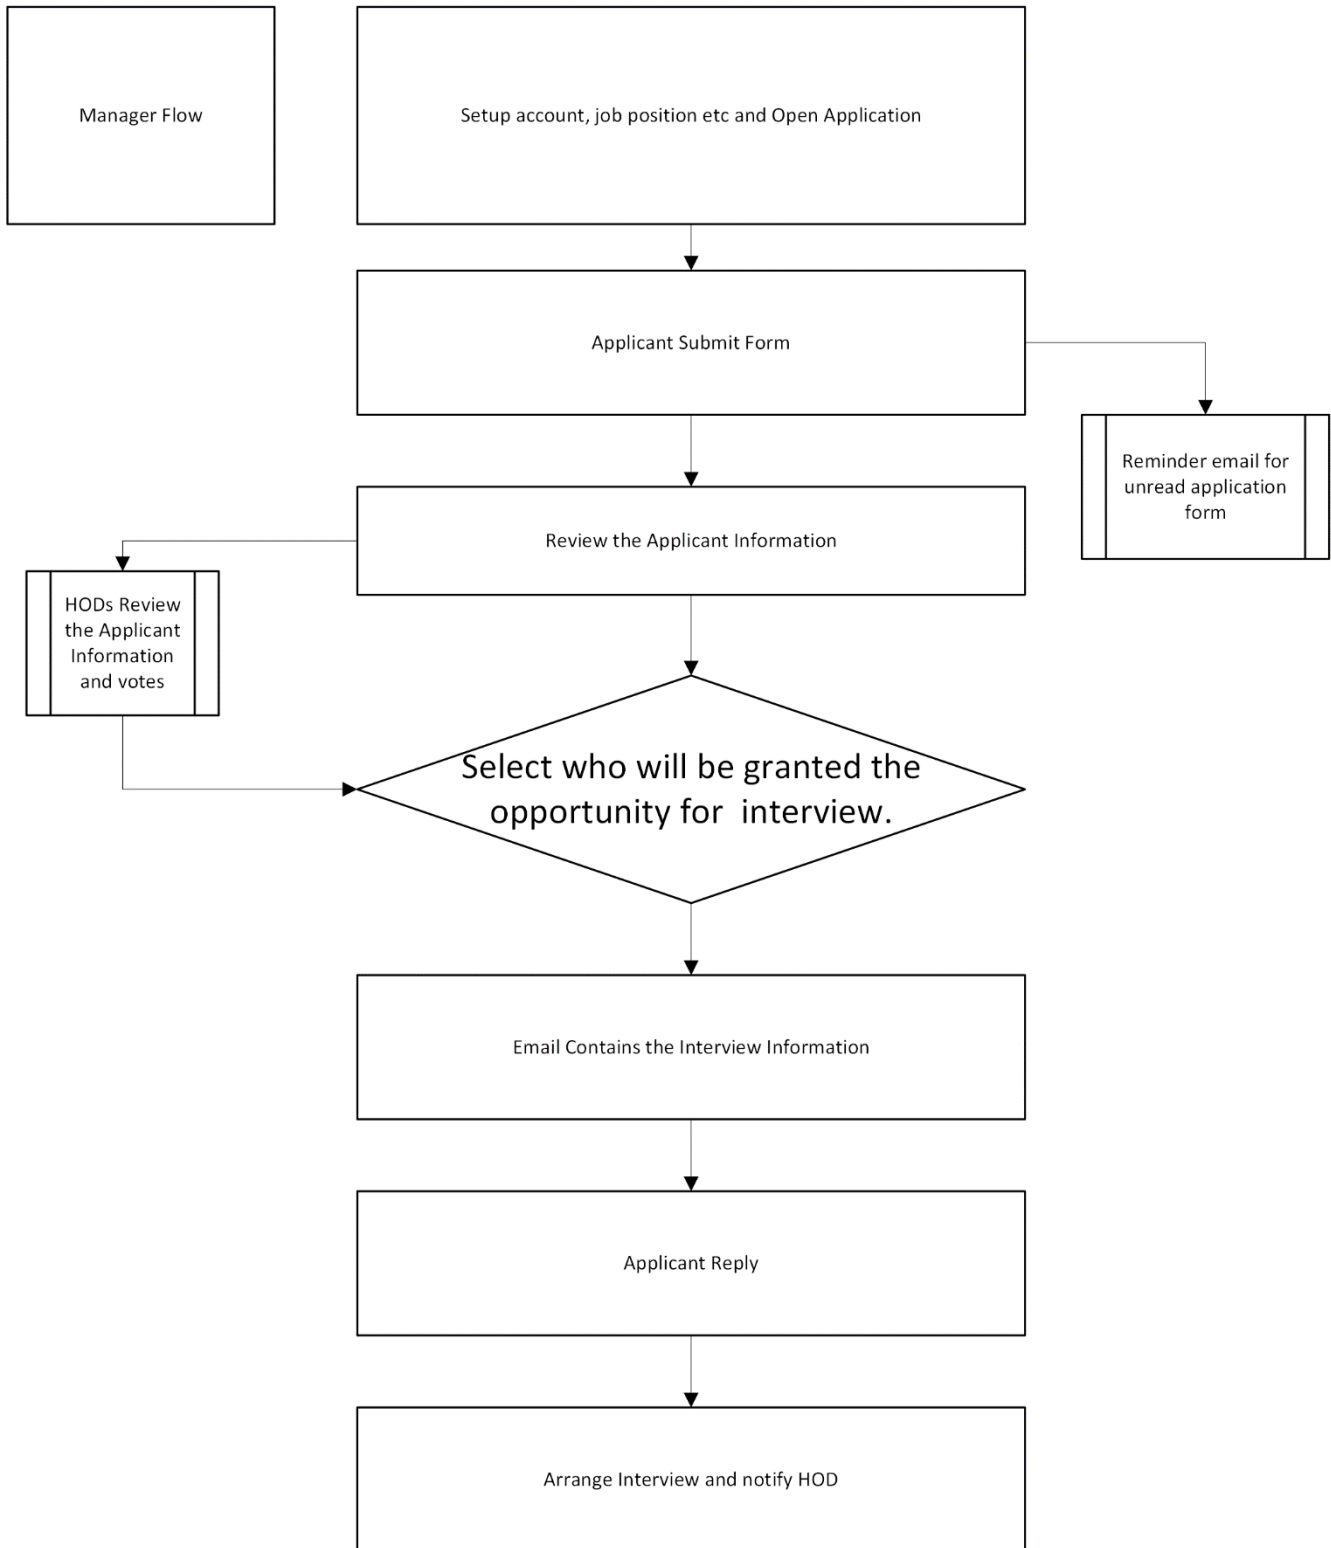 Manager Flow
Setup account, job position etc and Open Application
Applicant Submit Form
Reminder email for
unread application
form
Review the Applicant Information
HODs Review
the Applicant
Information
and votes
Select who will be granted the
opportunity for  interview.
Email Contains the Interview Information
Applicant Reply
Arrange Interview and notify HOD